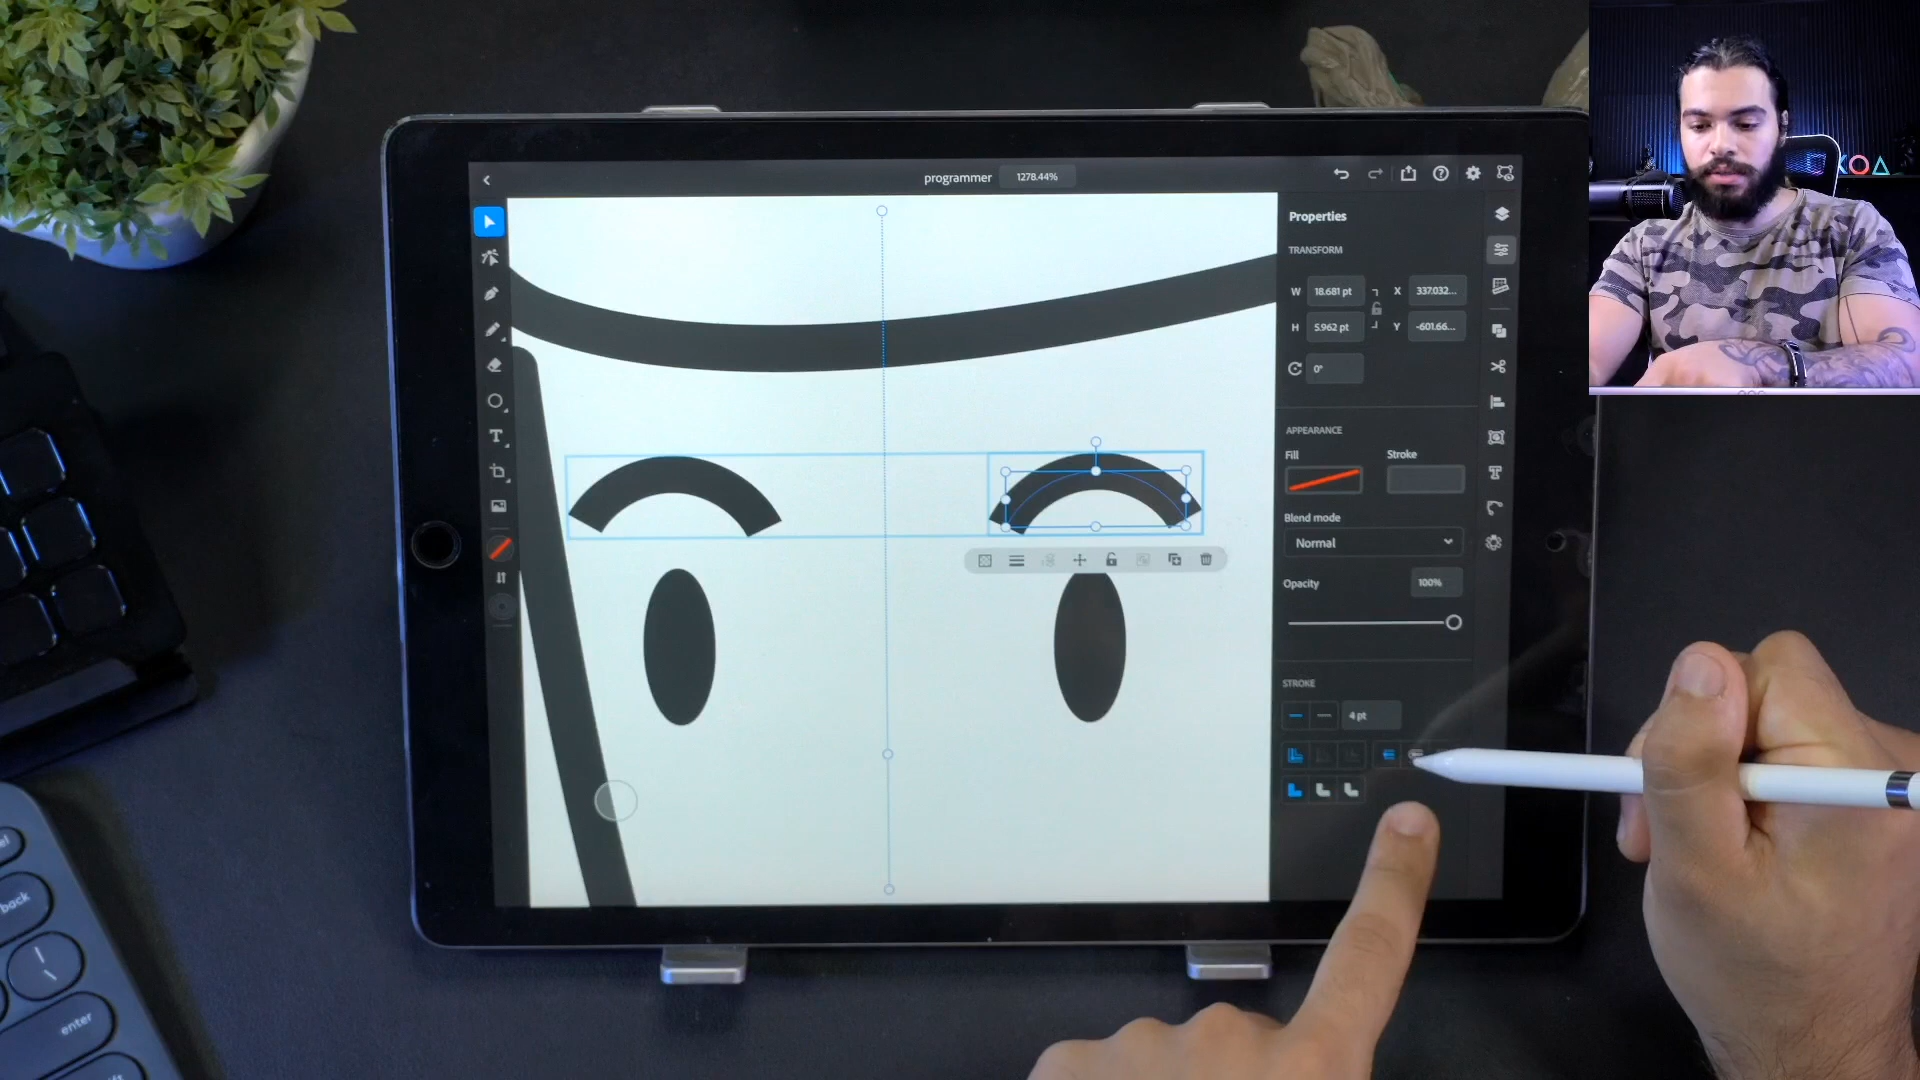 programmer 1278.44%
Properties
TRANSFORM
W 18.681 pt X 337.032...
H 5.962 pt Y -601.66...
0°
APPEARANCE
Fill Stroke
Blend mode
Normal
Opacity 100%
STROKE
4 pt
T
back
enter
\